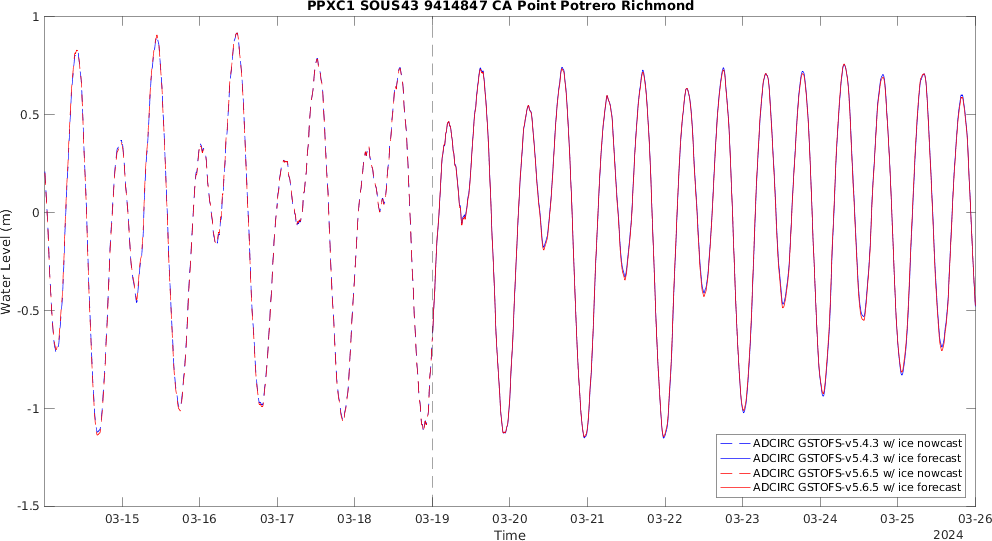 PPXC1 SOUS43 9414847 CA Point Potrero Richmond
1
0.5
0
-0.5
-1
-1.5
Water Level (m)
ADCIRC GSTOFS-v5.4.3 w/ ice nowcast
ADCIRC GSTOFS-v5.4.3 w/ ice forecast
ADCIRC GSTOFS-v5.6.5 w/ ice nowcast
ADCIRC GSTOFS-v5.6.5 w/ ice forecast
03-15 03-16 03-17 03-18 03-19 03-20 03-21 03-22 03-23 03-24 03-25 03-26
Time
2024